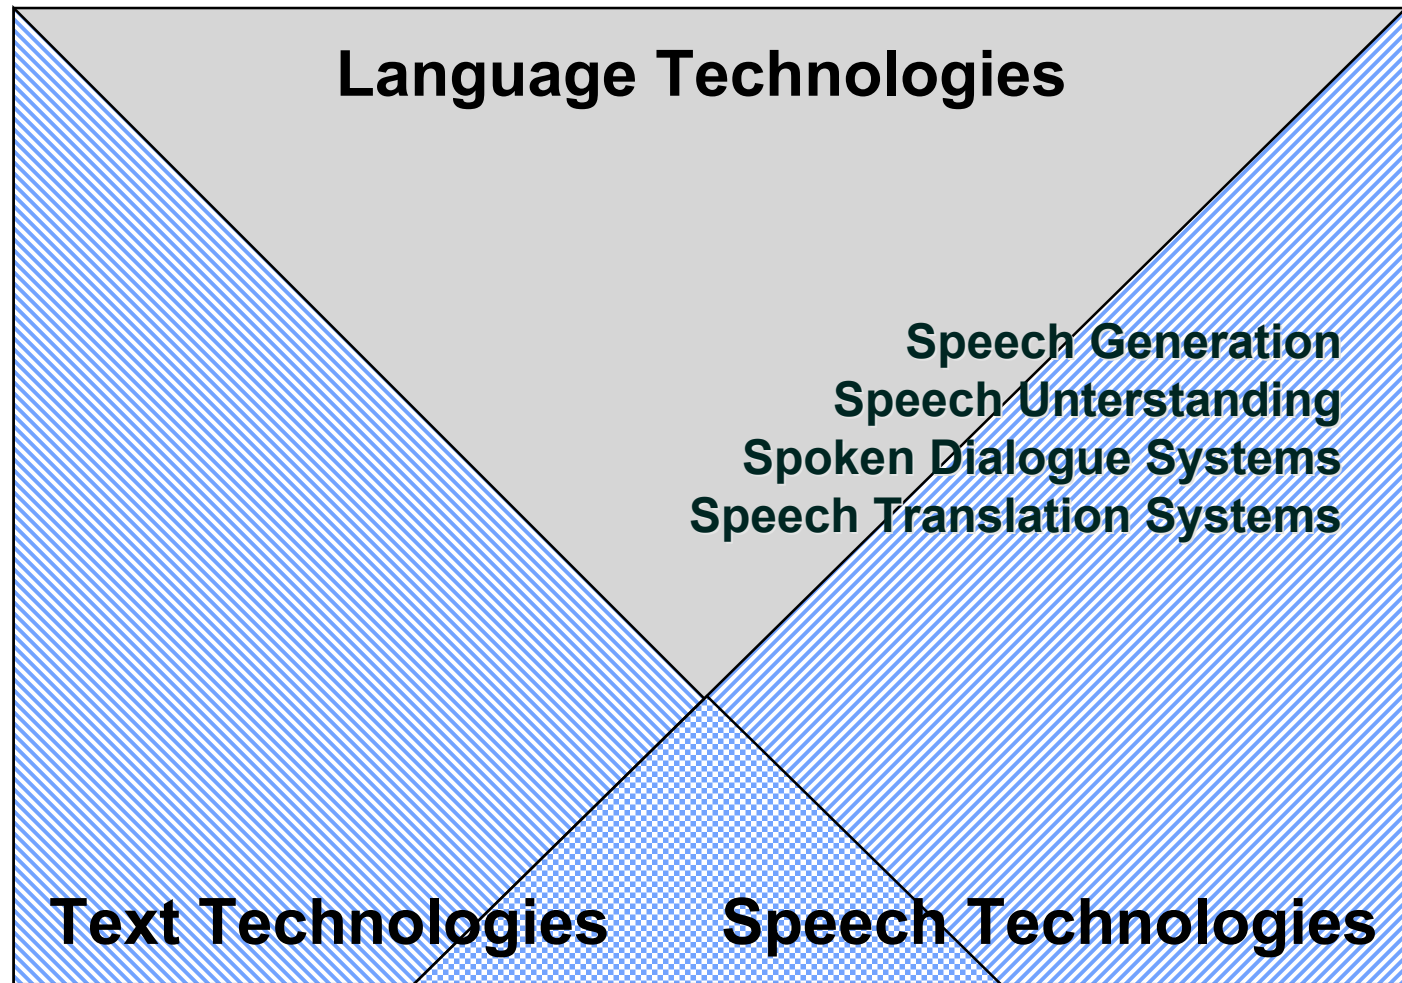 Language Technologies
Speech Generation
Speech Unterstanding
Spoken Dialogue Systems
Speech Translation Systems
Text Technologies
Speech Technologies